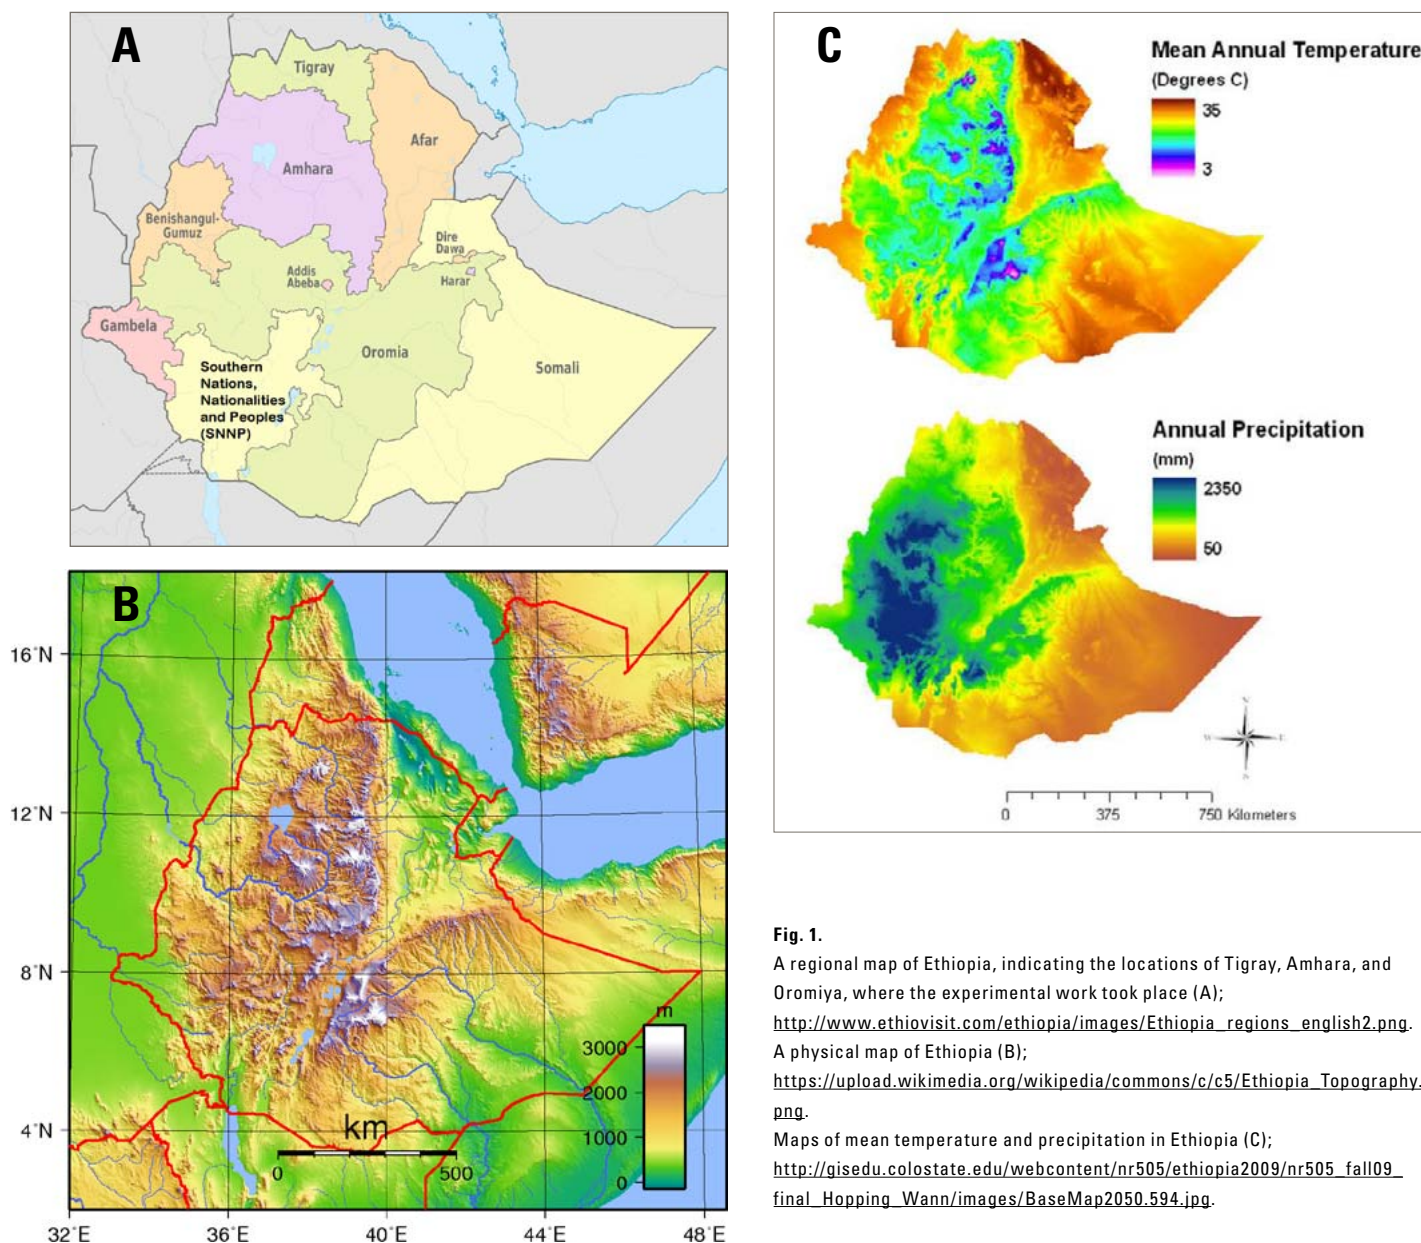 A
Tigray
Afar
Amhara
Benishangul-
Gumuz
Dire
Dawa
Addis
Abeba
Harar
Gambela
Oromia
Somali
Southern
Nations,
Nationalities
and Peoples
(SNNP)
B
16°N
12°N
8°N
4°N
32°E
36°E
40°E
44°E
48°E
km
0
500
m
3000
2000
1000
0
C
Mean Annual Temperature
(Degrees C)
35
3
Annual Precipitation
(mm)
2350
50
N
W
E
S
0
375
750 Kilometers
Fig. 1.
A regional map of Ethiopia, indicating the locations of Tigray, Amhara, and
Oromiya, where the experimental work took place (A);
http://www.ethiovisit.com/ethiopia/images/Ethiopia_regions_english2.png.
A physical map of Ethiopia (B);
https://upload.wikimedia.org/wikipedia/commons/c/c5/Ethiopia_Topography.
png.
Maps of mean temperature and precipitation in Ethiopia (C);
http://gisedu.colostate.edu/webcontent/nr505/ethiopia2009/nr505_fall09_
final_Hopping_Wann/images/BaseMap2050.594.jpg.